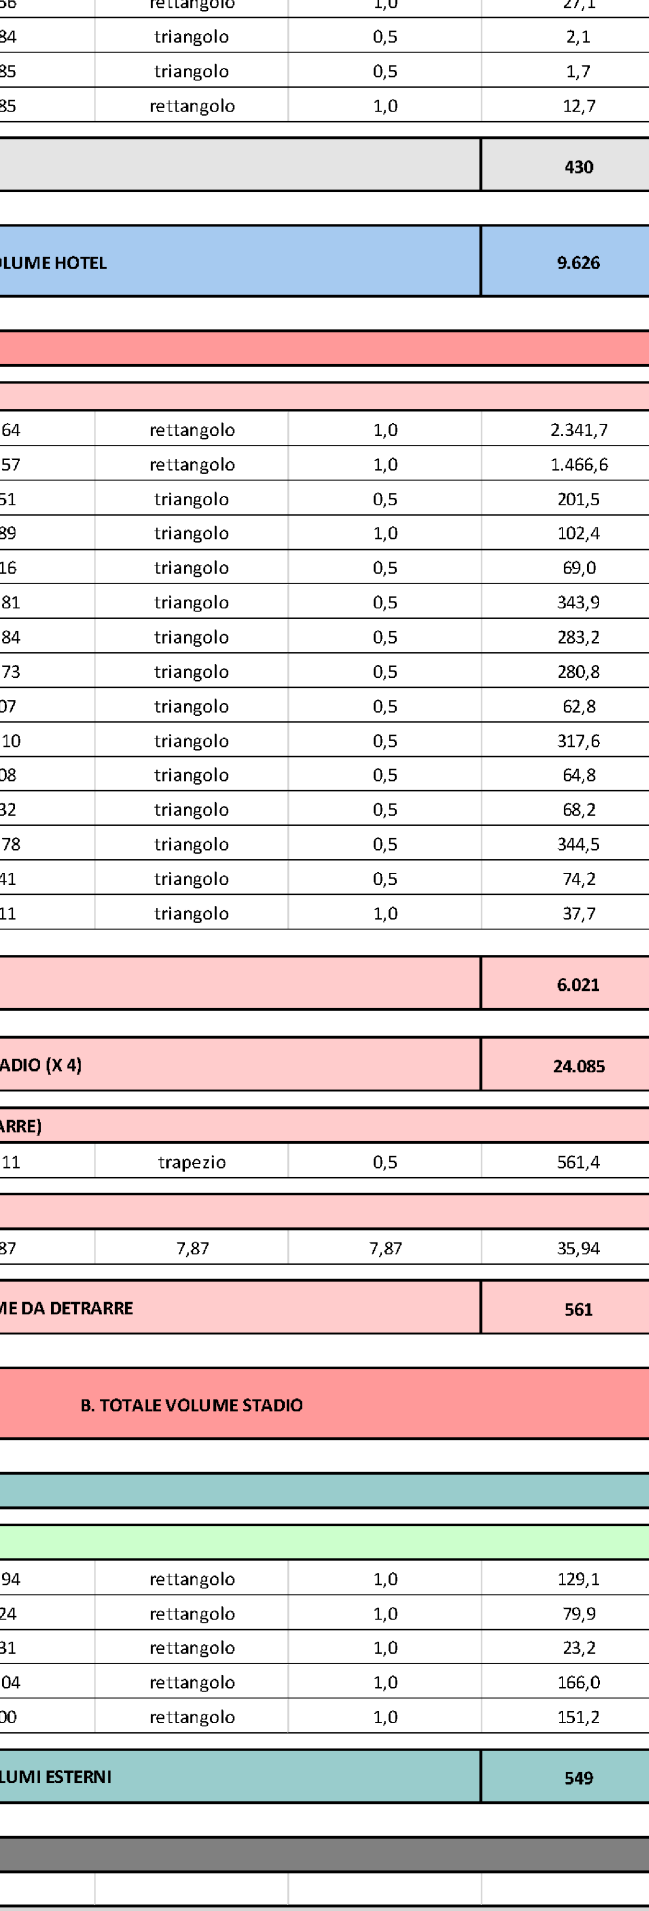 56 rettangolo 1,0 27,1
84 triangolo 0,5 2,1
85 triangolo 0,5 1,7
85 rettangolo 1,0 12,7
430
OLUME HOTEL 9.626
64 rettangolo 1,0 2.341,7
57 rettangolo 1,0 1.466,6
51 triangolo 0,5 201,5
89 triangolo 1,0 102,4
16 triangolo 0,5 69,0
81 triangolo 0,5 343,9
84 triangolo 0,5 283,2
73 triangolo 0,5 280,8
07 triangolo 0,5 62,8
10 triangolo 0,5 317,6
08 triangolo 0,5 64,8
32 triangolo 0,5 68,2
78 triangolo 0,5 344,5
41 triangolo 0,5 74,2
11 triangolo 1,0 37,7
6.021
ADIO (X 4) 24.085
ARRE)
11 trapezio 0,5 561,4
87 7,87 7,87 35,94
ME DA DETRARRE 561
B. TOTALE VOLUME STADIO
94 rettangolo 1,0 129,1
24 rettangolo 1,0 79,9
31 rettangolo 1,0 23,2
04 rettangolo 1,0 166,0
00 rettangolo 1,0 151,2
LUMI ESTERNI 549